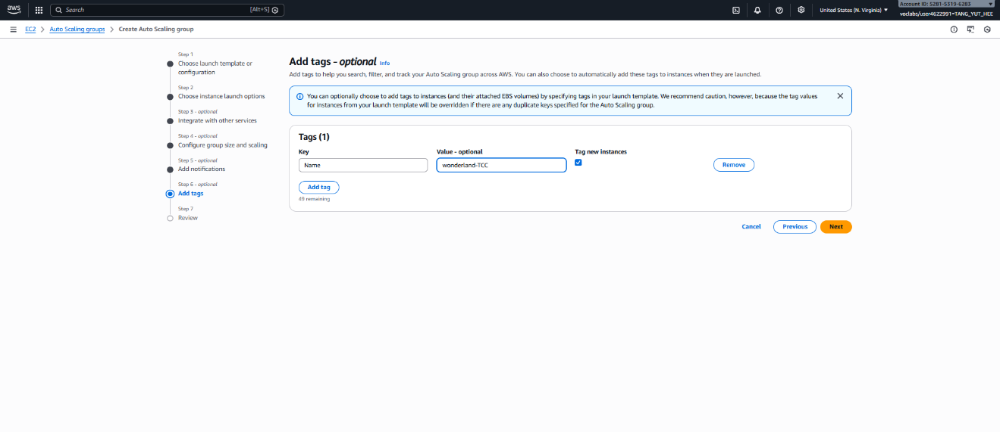 aws
Search [Alt+S]
United States (N. Virginia) ▼
Account ID: 5281-5319-6283 ▼
voclabs/user4622991=TANG_YUT_HEE
EC2 > Auto Scaling groups > Create Auto Scaling group
Step 1
Choose launch template or
configuration
Step 2
Choose instance launch options
Step 3 - optional
Integrate with other services
Step 4 - optional
Configure group size and scaling
Step 5 - optional
Add notifications
Step 6 - optional
Add tags
Step 7
Review
Add tags - optional Info
Add tags to help you search, filter, and track your Auto Scaling group across AWS. You can also choose to automatically add these tags to instances when they are launched.
You can optionally choose to add tags to instances (and their attached EBS volumes) by specifying tags in your launch template. We recommend caution, however, because the tag values
for instances from your launch template will be overridden if there are any duplicate keys specified for the Auto Scaling group.
Tags (1)
Key Value - optional Tag new instances
Name wonderland-TCC Remove
Add tag
49 remaining
Cancel Previous Next